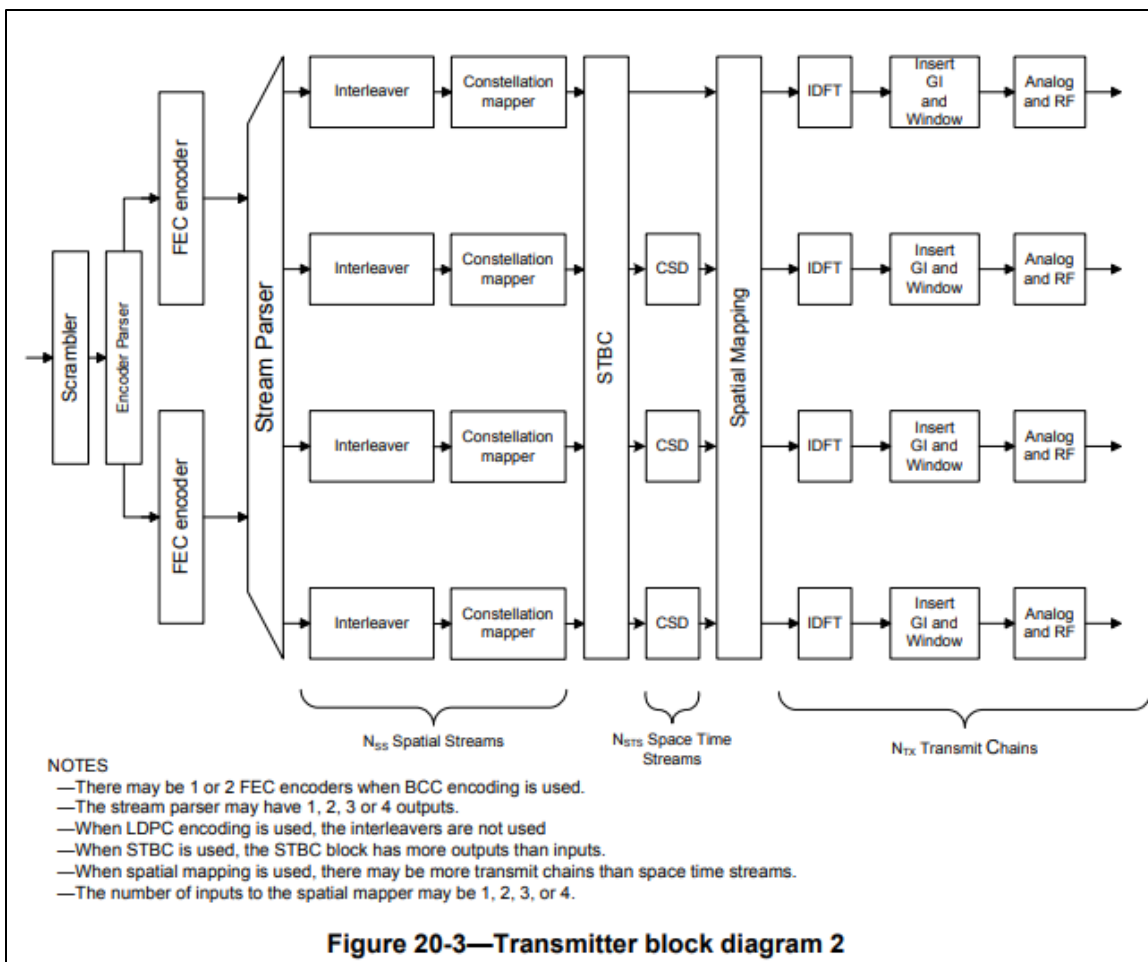 Scrambler
Encoder Parser
FEC encoder
FEC encoder
Stream Parser
Interleaver
Constellation
mapper
STBC
Spatial Mapping
IDFT
Insert
GI
and
Window
Analog
and RF
Interleaver
Constellation
mapper
CSD
IDFT
Insert
GI and
Window
Analog
and RF
Interleaver
Constellation
mapper
CSD
IDFT
Insert
GI and
Window
Analog
and RF
Interleaver
Constellation
mapper
CSD
IDFT
Insert
GI and
Window
Analog
and RF
NSS Spatial Streams
NSTS Space Time
Streams
NTX Transmit Chains
NOTES
—There may be 1 or 2 FEC encoders when BCC encoding is used.
—The stream parser may have 1, 2, 3 or 4 outputs.
—When LDPC encoding is used, the interleavers are not used
—When STBC is used, the STBC block has more outputs than inputs.
—When spatial mapping is used, there may be more transmit chains than space time streams.
—The number of inputs to the spatial mapper may be 1, 2, 3, or 4.
Figure 20-3—Transmitter block diagram 2